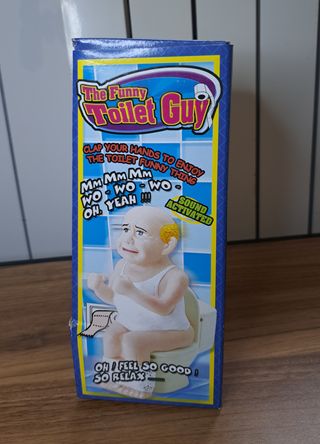 The Funny
Toilet Guy
CLAP YOUR HANDS TO ENJOY
THE TOILET FUNNY THING
MM MM MM
WO - WO - WO -
OH, YEAH !!!
SOUND
ACTIVATED
OH I FEEL SO GOOD !
SO RELAX